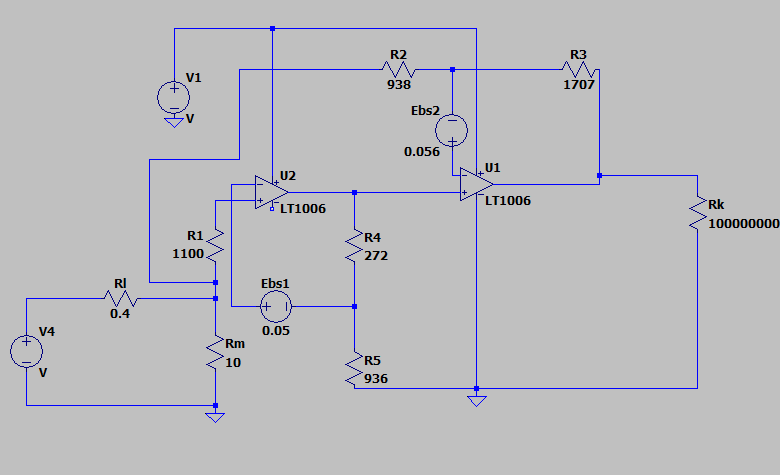 R2
938
R3
1707
V1
V
Ebs2
0.056
U2
LT1006
U1
LT1006
R1
1100
R4
272
Rk
100000000
Rl
0.4
Ebs1
0.05
V4
V
Rm
10
R5
936